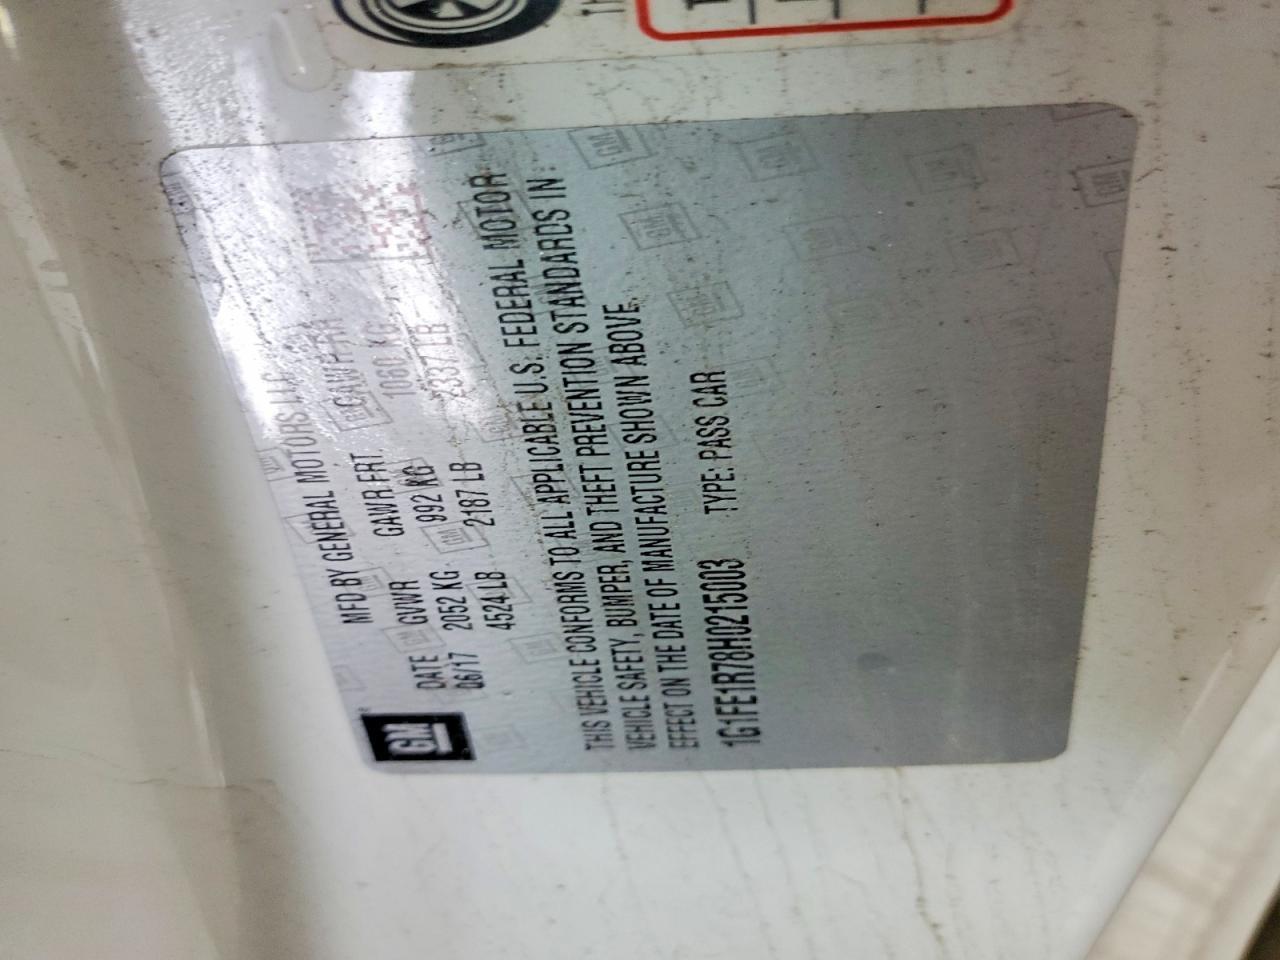 GM
MFD BY GENERAL MOTORS LLC
DATE GVWR GAWR FRT. GAWR RR
06/17 2052 KG 992 KG 1060 KG
4524 LB 2187 LB 2337 LB
THIS VEHICLE CONFORMS TO ALL APPLICABLE U.S. FEDERAL MOTOR
VEHICLE SAFETY, BUMPER, AND THEFT PREVENTION STANDARDS IN
EFFECT ON THE DATE OF MANUFACTURE SHOWN ABOVE.
1G1FE1R78H0215003 TYPE: PASS CAR